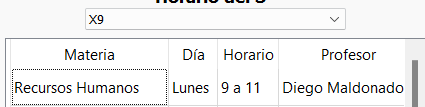 X9
Materia Día Horario Profesor
Recursos Humanos Lunes 9 a 11 Diego Maldonado